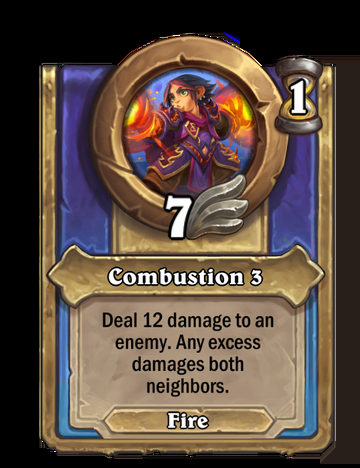 1
7
Combustion 3
Deal 12 damage to an
enemy. Any excess
damages both
neighbors.
Fire